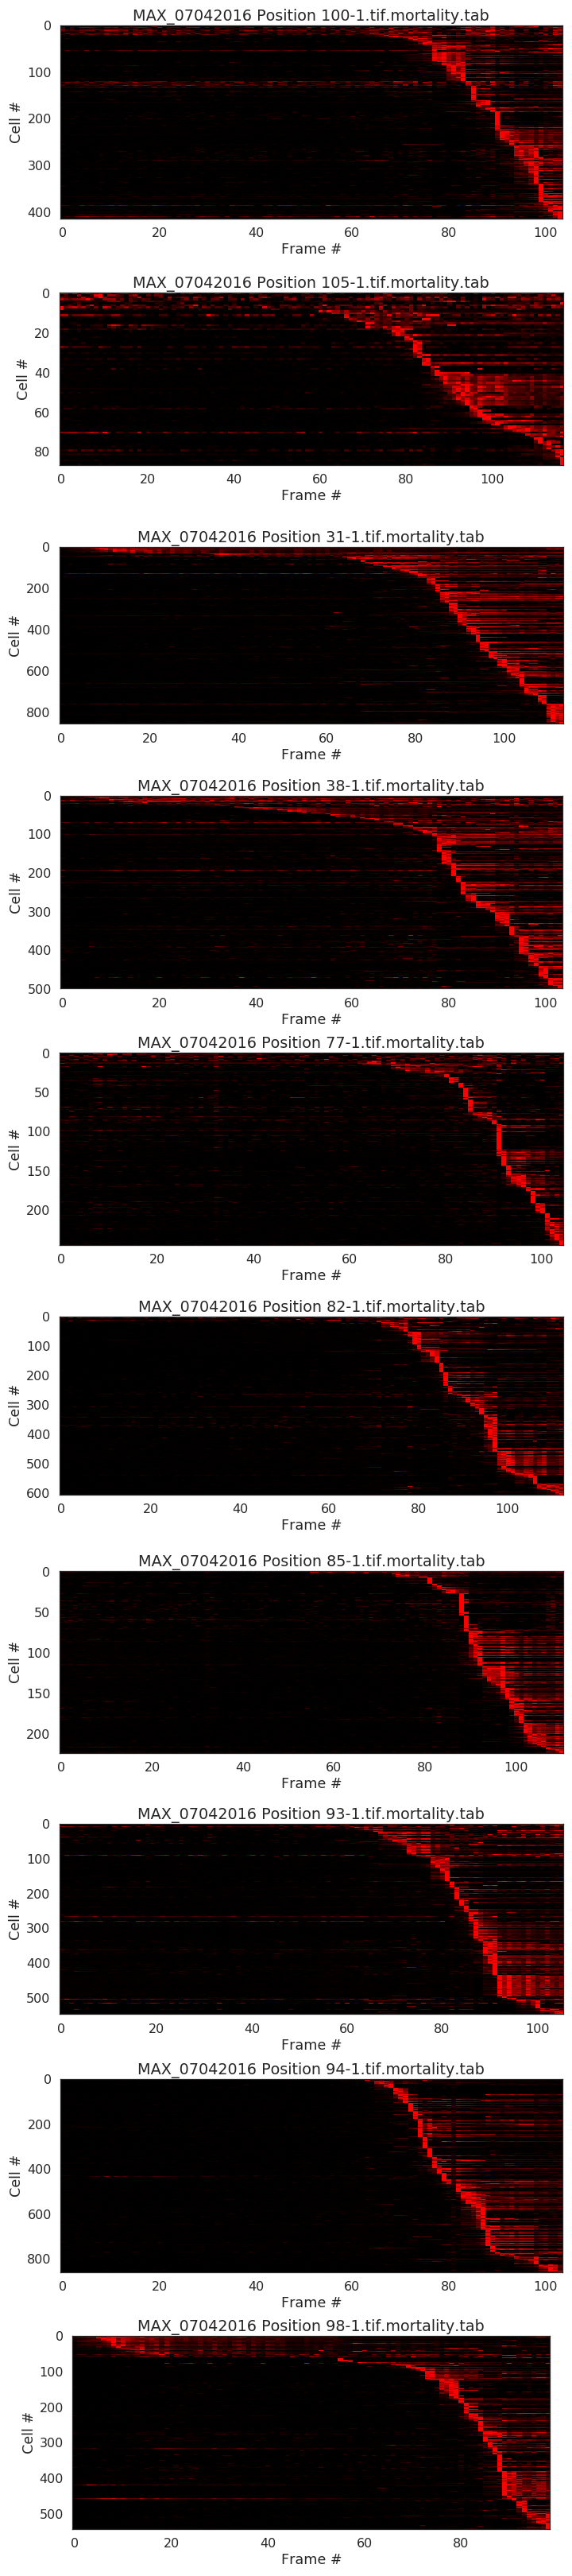 MAX_07042016 Position 100-1.tif.mortality.tab
0
100
200
300
400
Cell #
0 20 40 60 80 100
Frame #
MAX_07042016 Position 105-1.tif.mortality.tab
0
20
40
60
80
Cell #
0 20 40 60 80 100
Frame #
MAX_07042016 Position 31-1.tif.mortality.tab
0
200
400
600
800
Cell #
0 20 40 60 80 100
Frame #
MAX_07042016 Position 38-1.tif.mortality.tab
0
100
200
300
400
500
Cell #
0 20 40 60 80 100
Frame #
MAX_07042016 Position 77-1.tif.mortality.tab
0
50
100
150
200
Cell #
0 20 40 60 80 100
Frame #
MAX_07042016 Position 82-1.tif.mortality.tab
0
100
200
300
400
500
600
Cell #
0 20 40 60 80 100
Frame #
MAX_07042016 Position 85-1.tif.mortality.tab
0
50
100
150
200
Cell #
0 20 40 60 80 100
Frame #
MAX_07042016 Position 93-1.tif.mortality.tab
0
100
200
300
400
500
Cell #
0 20 40 60 80 100
Frame #
MAX_07042016 Position 94-1.tif.mortality.tab
0
200
400
600
800
Cell #
0 20 40 60 80 100
Frame #
MAX_07042016 Position 98-1.tif.mortality.tab
0
100
200
300
400
500
Cell #
0 20 40 60 80
Frame #